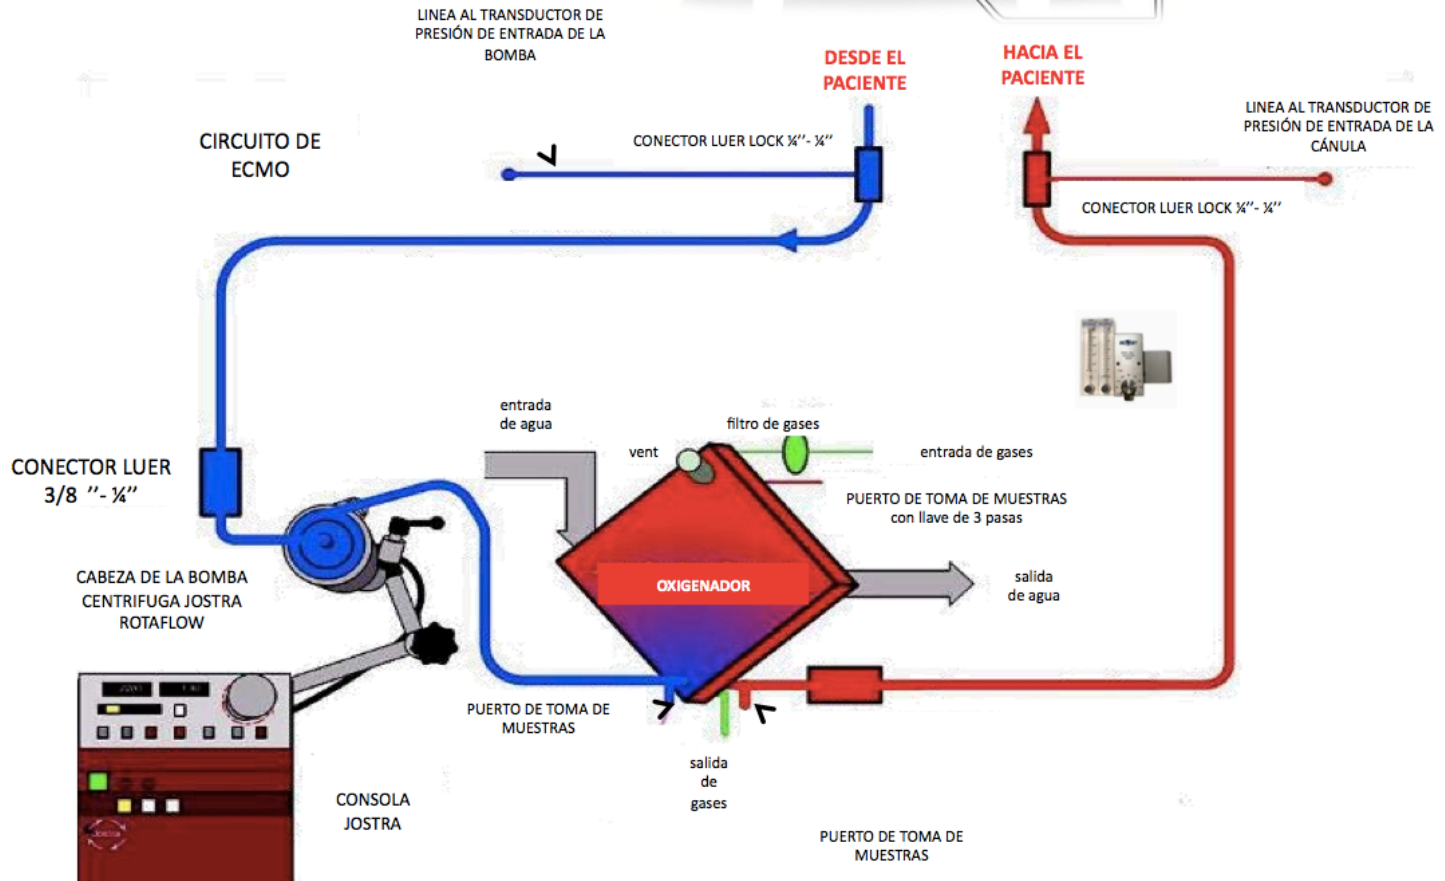 LINEA AL TRANSDUCTOR DE
PRESIÓN DE ENTRADA DE LA
BOMBA
DESDE EL
PACIENTE
HACIA EL
PACIENTE
LINEA AL TRANSDUCTOR DE
PRESIÓN DE ENTRADA DE LA
CÁNULA
CIRCUITO DE
ECMO
CONECTOR LUER LOCK ¼’’- ¼’’
CONECTOR LUER LOCK ¼’’- ¼’’
entrada
de agua
filtro de gases
vent
entrada de gases
CONECTOR LUER
3/8 ’’- ¼’’
PUERTO DE TOMA DE MUESTRAS
con llave de 3 pasas
OXIGENADOR
salida
de agua
CABEZA DE LA BOMBA
CENTRIFUGA JOSTRA
ROTAFLOW
PUERTO DE TOMA DE
MUESTRAS
salida
de
gases
CONSOLA
JOSTRA
Jostra
PUERTO DE TOMA DE
MUESTRAS